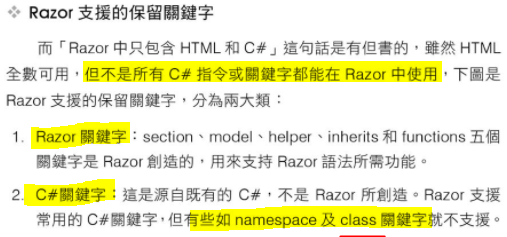 ❖ Razor 支援的保留關鍵字
而「Razor 中只包含 HTML 和 C#」這句話是有但書的，雖然 HTML
全數可用，但不是所有 C# 指令或關鍵字都能在 Razor 中使用，下圖是
Razor 支援的保留關鍵字，分為兩大類：
1. Razor 關鍵字：section、model、helper、inherits 和 functions 五個
關鍵字是 Razor 創造的，用來支持 Razor 語法所需功能。
2. C#關鍵字：這是源自既有的 C#，不是 Razor 所創造。Razor 支援
常用的 C#關鍵字，但有些如 namespace 及 class 關鍵字就不支援。